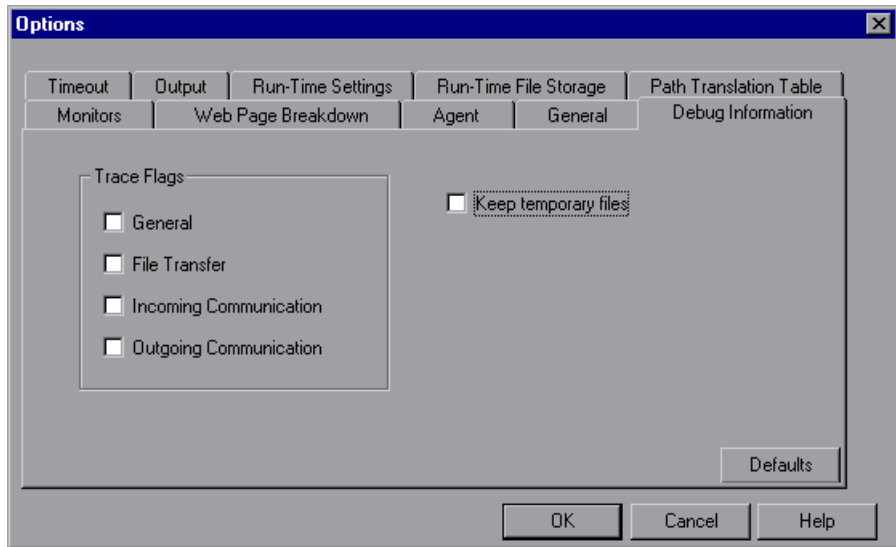 Options
Timeout Output Run-Time Settings Run-Time File Storage Path Translation Table
Monitors Web Page Breakdown Agent General Debug Information
Trace Flags
General
File Transfer
Incoming Communication
Outgoing Communication
Keep temporary files
Defaults
OK Cancel Help